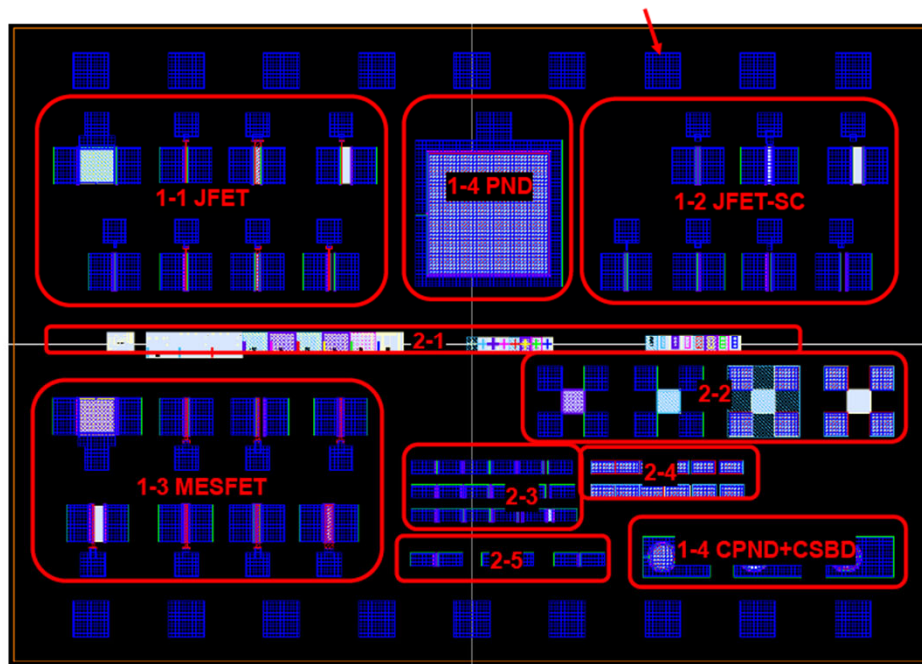 1-1 JFET
1-4 PND
1-2 JFET-SC
2-1
2-2
1-3 MESFET
2-3
2-4
2-5
1-4 CPND+CSBD